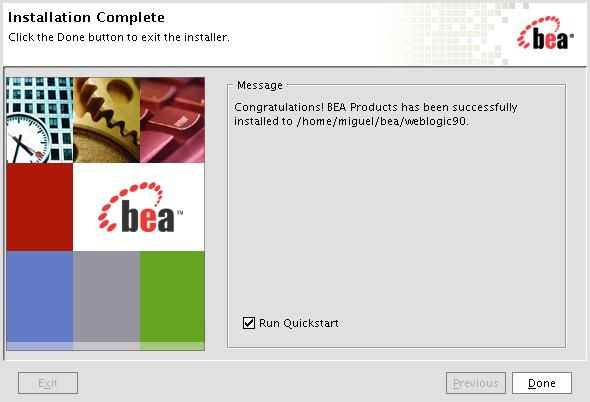 Installation Complete
Click the Done button to exit the installer.
bea
Message
Congratulations! BEA Products has been successfully
installed to /home/miguel/bea/weblogic90.
bea™
Run Quickstart
Exit
Previous
Done